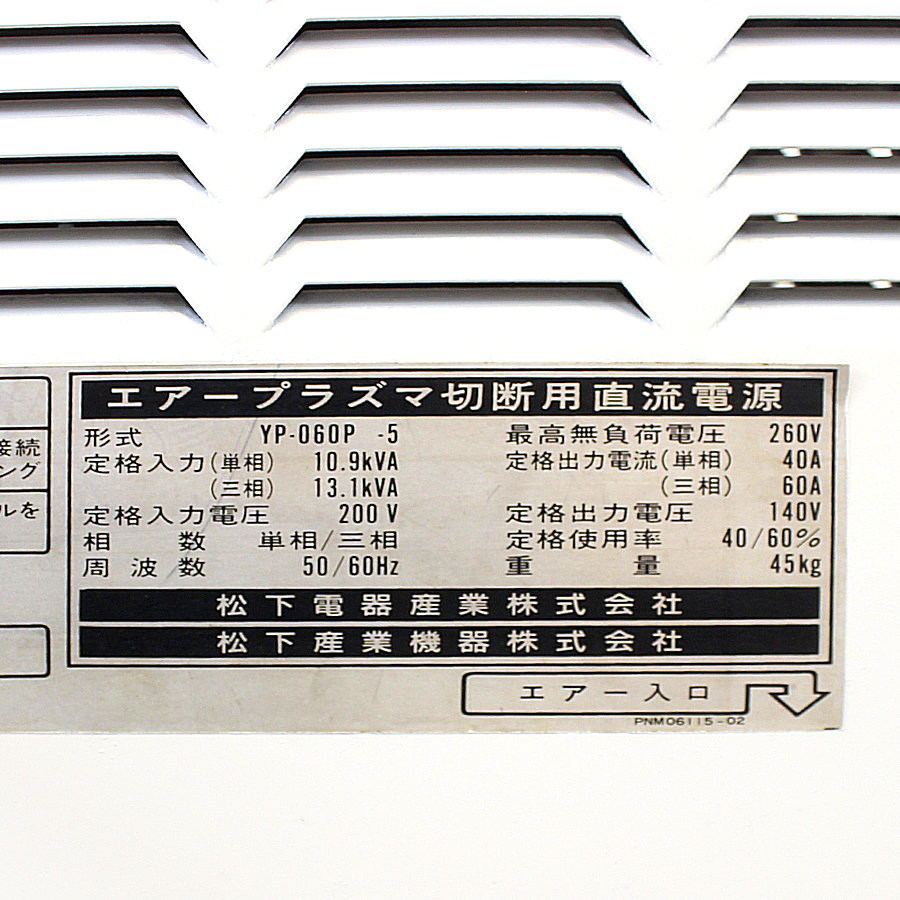 接続
ング
ルを
エアープラズマ切断用直流電源
形式 YP-060P -5
定格入力(単相) 10.9kVA
(三相) 13.1kVA
定格入力電圧 200V
相数 単相/三相
周波数 50/60Hz
最高無負荷電圧 260V
定格出力電流(単相) 40A
(三相) 60A
定格出力電圧 140V
定格使用率 40/60%
重量 45kg
松下電器産業株式会社
松下産業機器株式会社
エアー入口
PNM06115-02